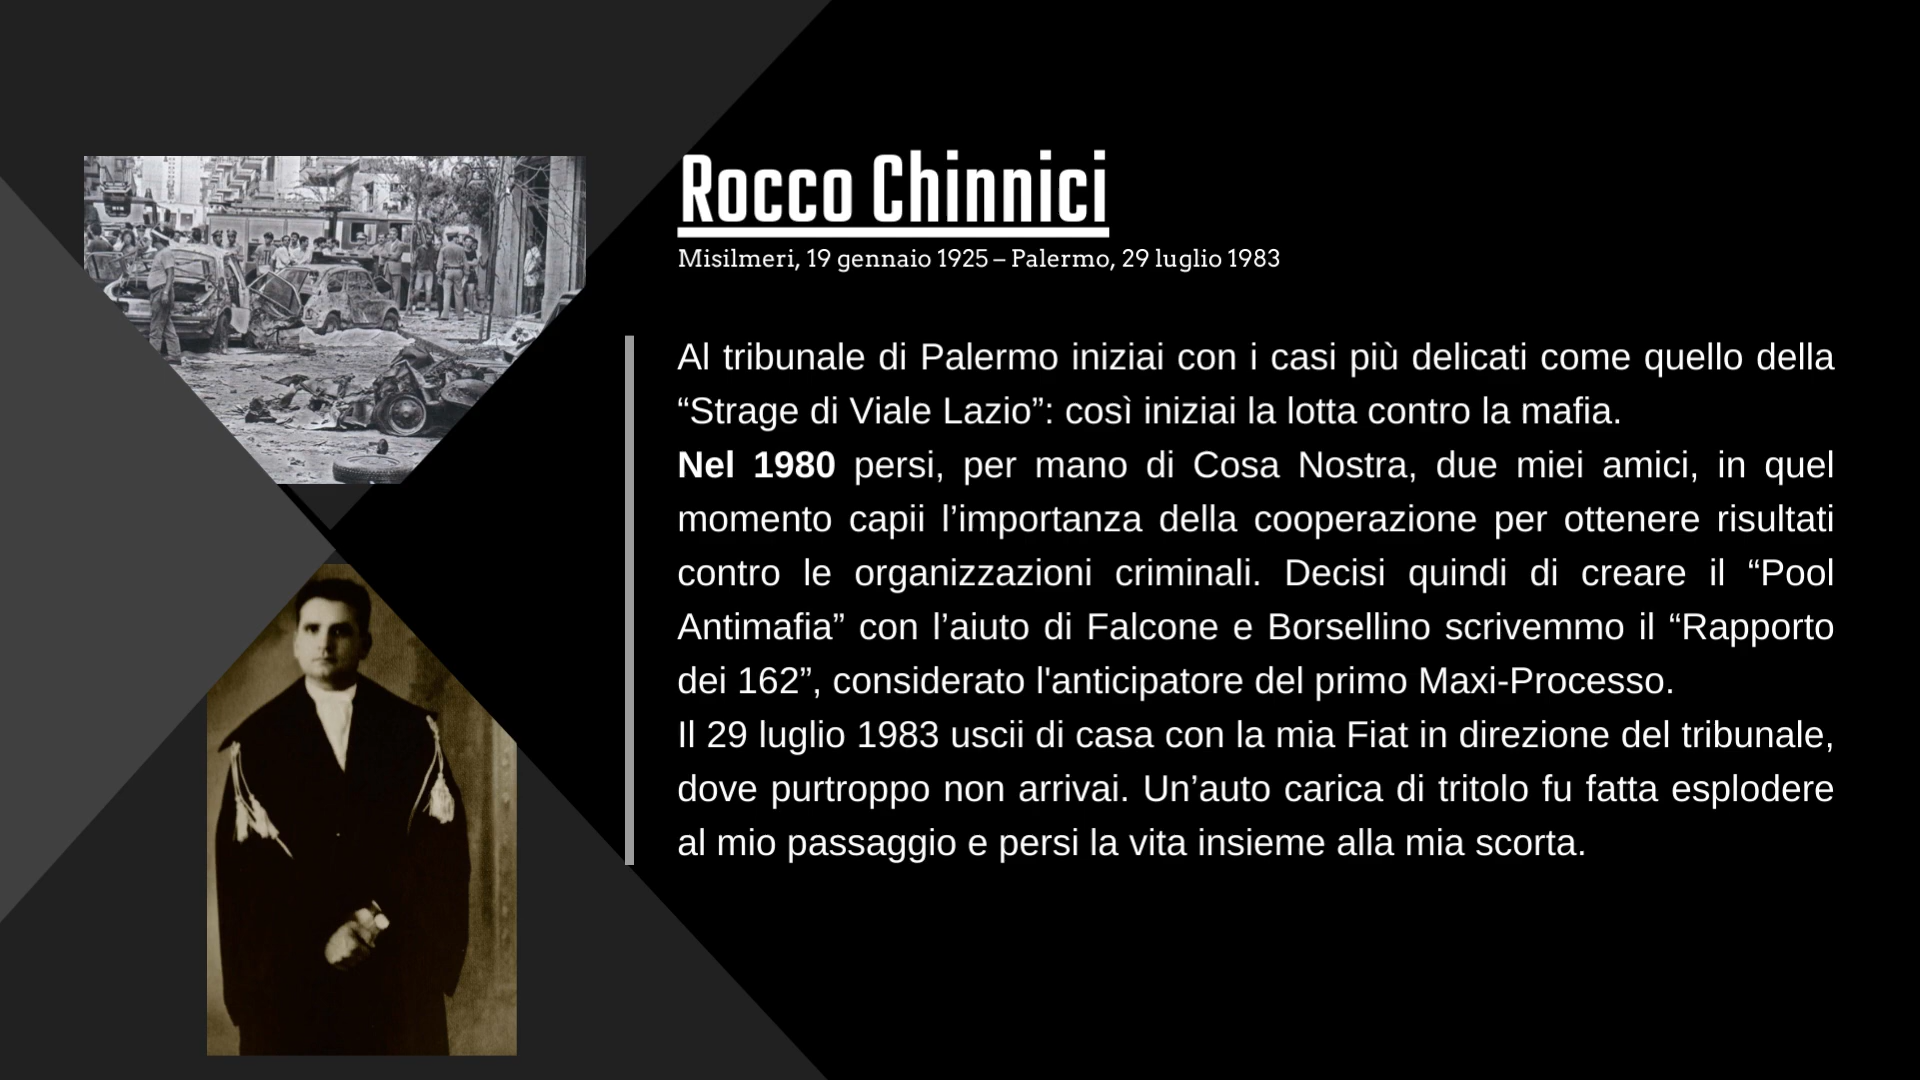 Rocco Chinnici
Misilmeri, 19 gennaio 1925 – Palermo, 29 luglio 1983
Al tribunale di Palermo iniziai con i casi più delicati come quello della
“Strage di Viale Lazio”: così iniziai la lotta contro la mafia.
Nel 1980 persi, per mano di Cosa Nostra, due miei amici, in quel
momento capii l’importanza della cooperazione per ottenere risultati
contro le organizzazioni criminali. Decisi quindi di creare il “Pool
Antimafia” con l’aiuto di Falcone e Borsellino scrivemmo il “Rapporto
dei 162”, considerato l'anticipatore del primo Maxi-Processo.
Il 29 luglio 1983 uscii di casa con la mia Fiat in direzione del tribunale,
dove purtroppo non arrivai. Un’auto carica di tritolo fu fatta esplodere
al mio passaggio e persi la vita insieme alla mia scorta.